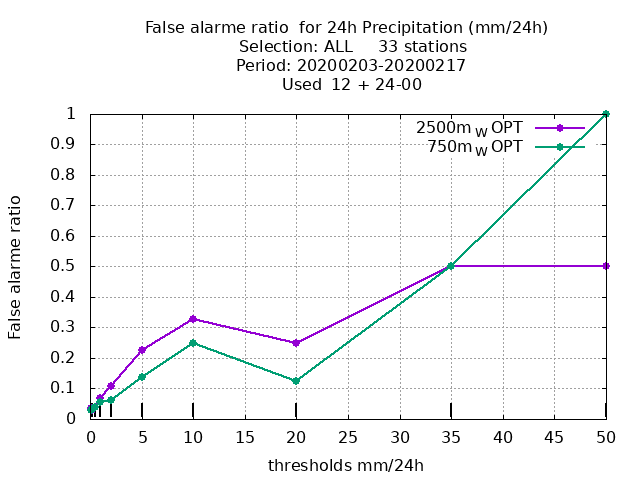 False alarme ratio  for 24h Precipitation (mm/24h)
Selection: ALL     33 stations
Period: 20200203-20200217
Used  12 + 24-00
2500m W OPT
750m W OPT
1
0.9
0.8
0.7
0.6
0.5
0.4
0.3
0.2
0.1
0
False alarme ratio
0 5 10 15 20 25 30 35 40 45 50
thresholds mm/24h